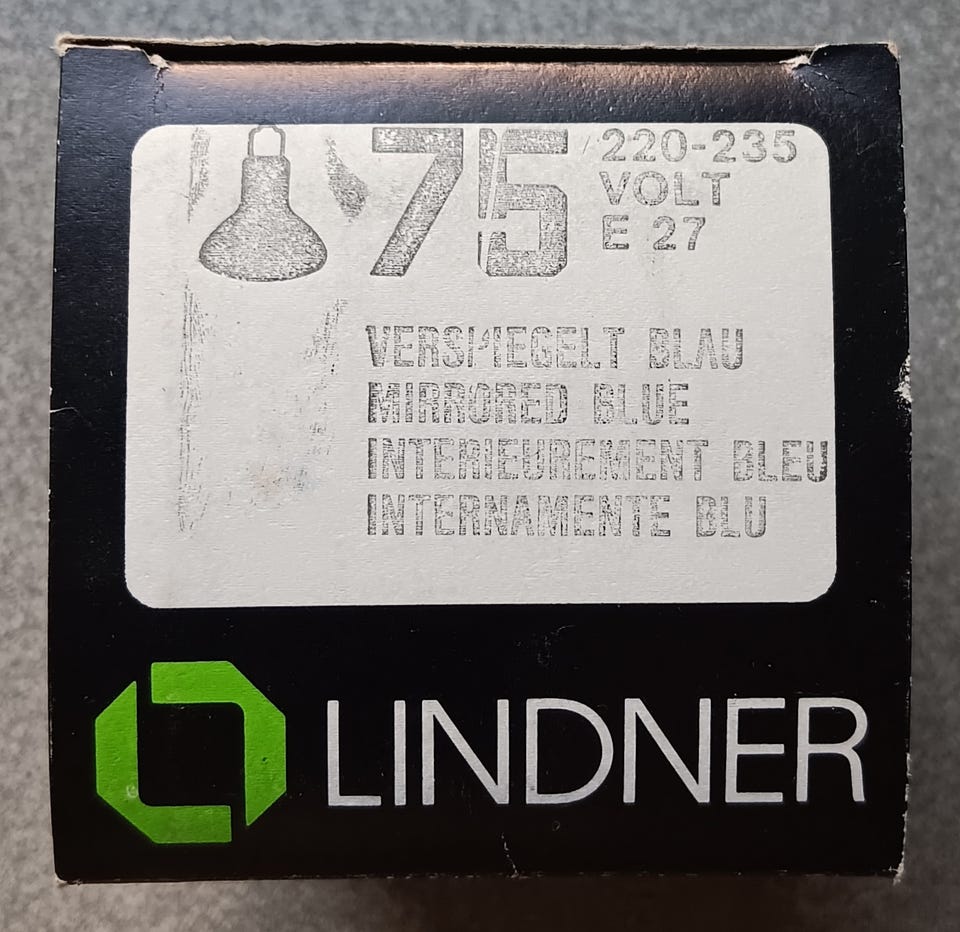 75
220-235
VOLT
E 27
VERSPIEGELT BLAU
MIRRORED BLUE
INTERIEUREMENT BLEU
INTERNAMENTE BLU
LINDNER